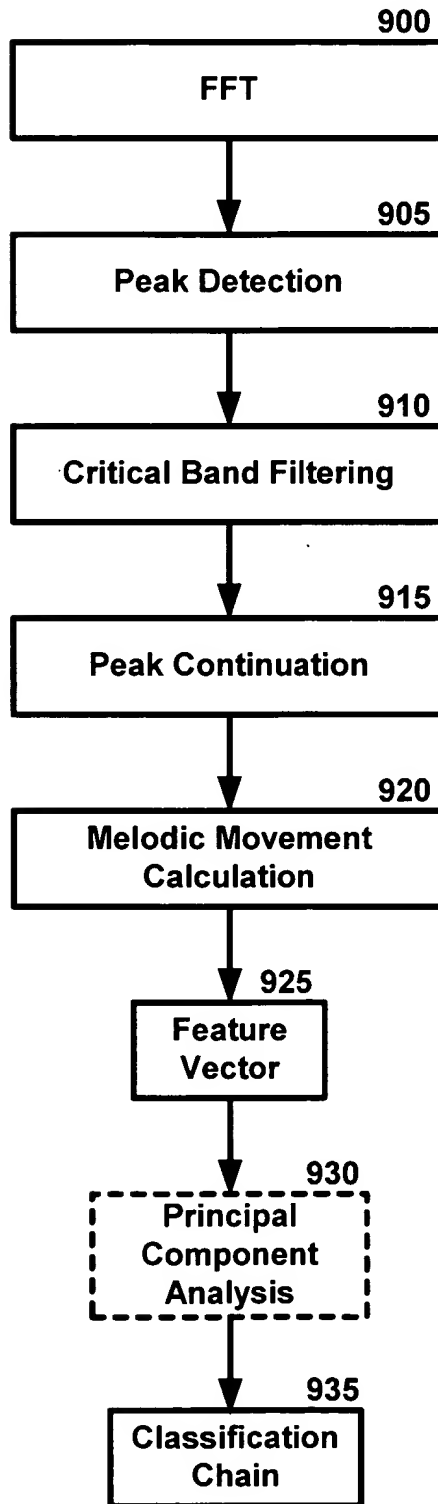 900
FFT
905
Peak Detection
910
Critical Band Filtering
915
Peak Continuation
920
Melodic Movement
Calculation
925
Feature
Vector
930
Principal
Component
Analysis
935
Classification
Chain